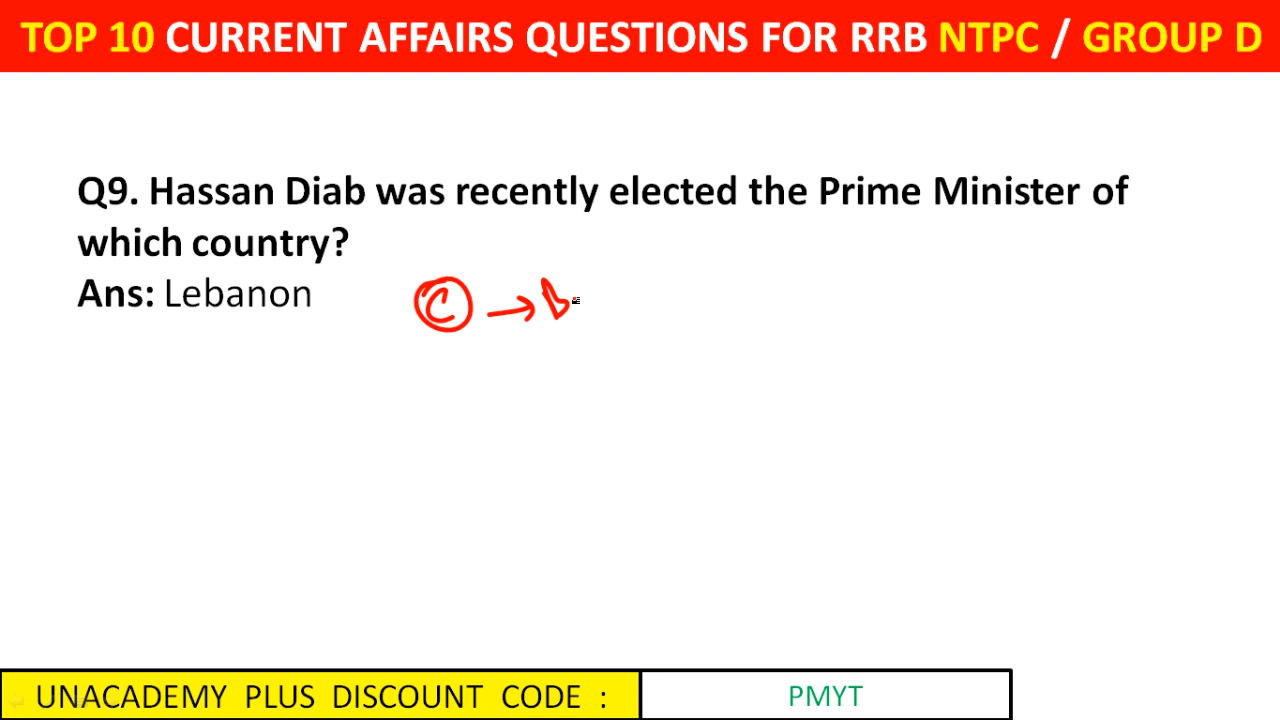 TOP 10 CURRENT AFFAIRS QUESTIONS FOR RRB NTPC / GROUP D
Q9. Hassan Diab was recently elected the Prime Minister of
which country?
Ans: Lebanon
C → b
UNACADEMY PLUS DISCOUNT CODE :
PMYT